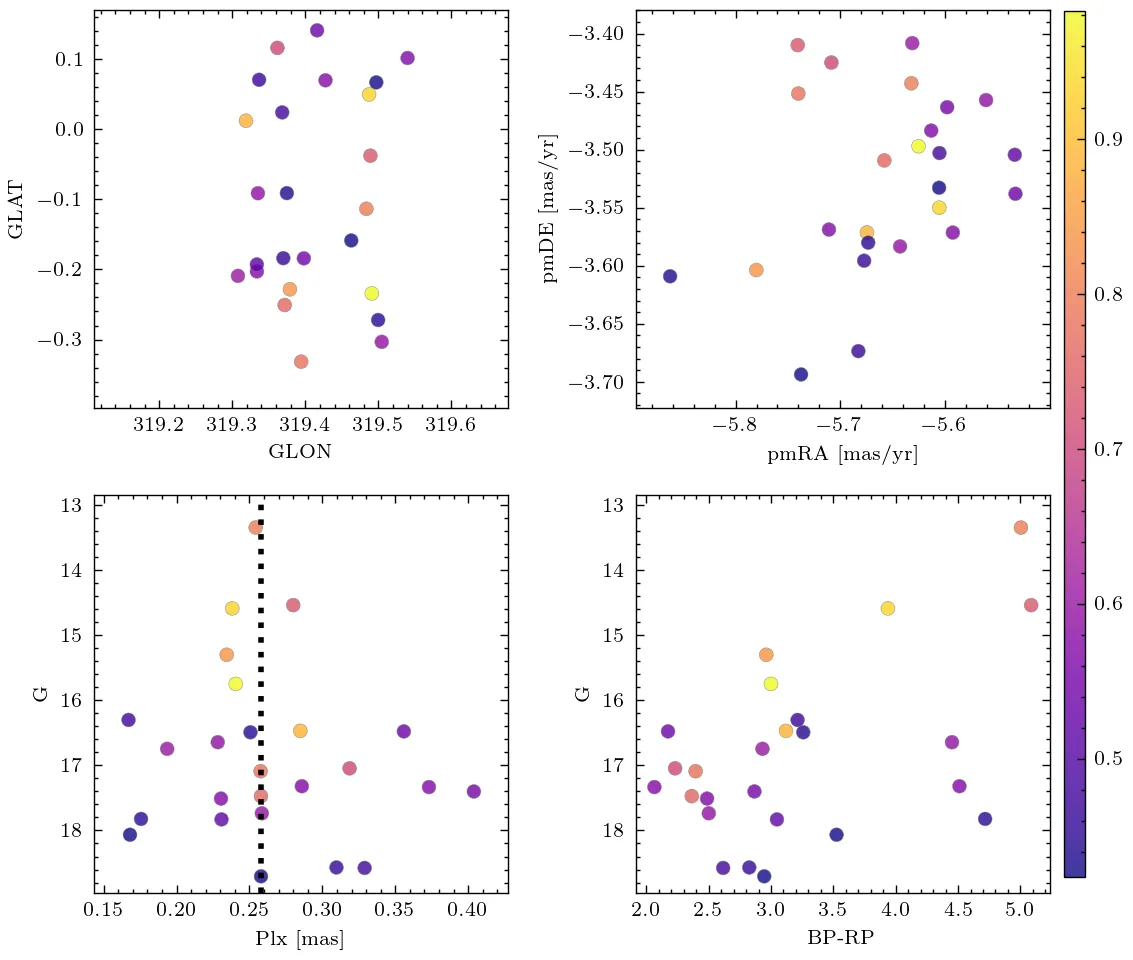 0.1
0.0
−0.1
−0.2
−0.3
GLAT
319.2 319.3 319.4 319.5 319.6
GLON
−3.40
−3.45
−3.50
−3.55
−3.60
−3.65
−3.70
pmDE [mas/yr]
−5.8 −5.7 −5.6
pmRA [mas/yr]
0.9
0.8
0.7
0.6
0.5
13
14
15
16
17
18
G
0.15 0.20 0.25 0.30 0.35 0.40
Plx [mas]
13
14
15
16
17
18
G
2.0 2.5 3.0 3.5 4.0 4.5 5.0
BP-RP